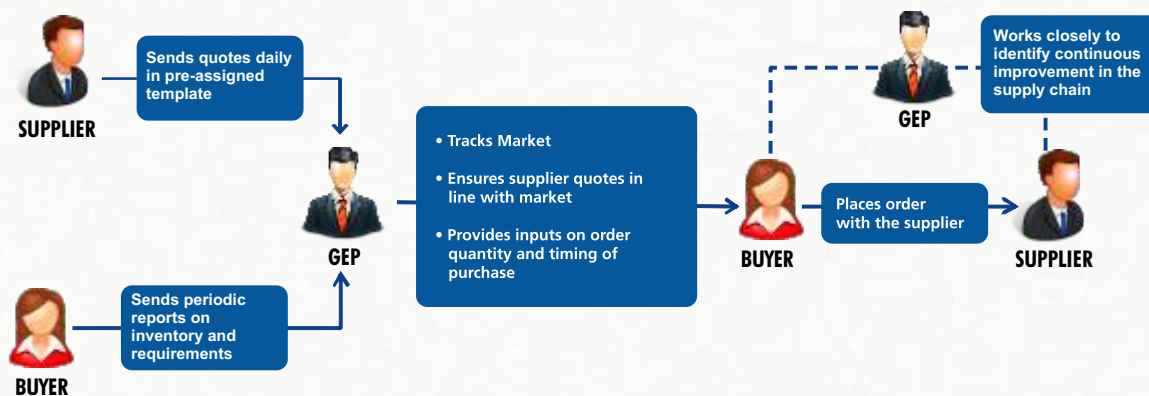 Sends quotes daily
in pre-assigned
template
SUPPLIER
Sends periodic
reports on
inventory and
requirements
BUYER
GEP
• Tracks Market
• Ensures supplier quotes in
line with market
• Provides inputs on order
quantity and timing of
purchase
BUYER
Places order
with the supplier
SUPPLIER
GEP
Works closely to
identify continuous
improvement in the
supply chain